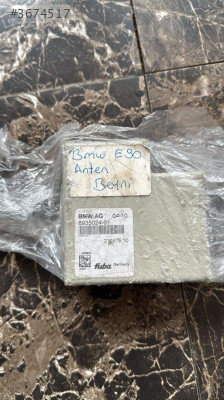 #3674517
Bmw E90
Anten
Beyni
BMW AG 04-10
6935024-01
Fuba Germany